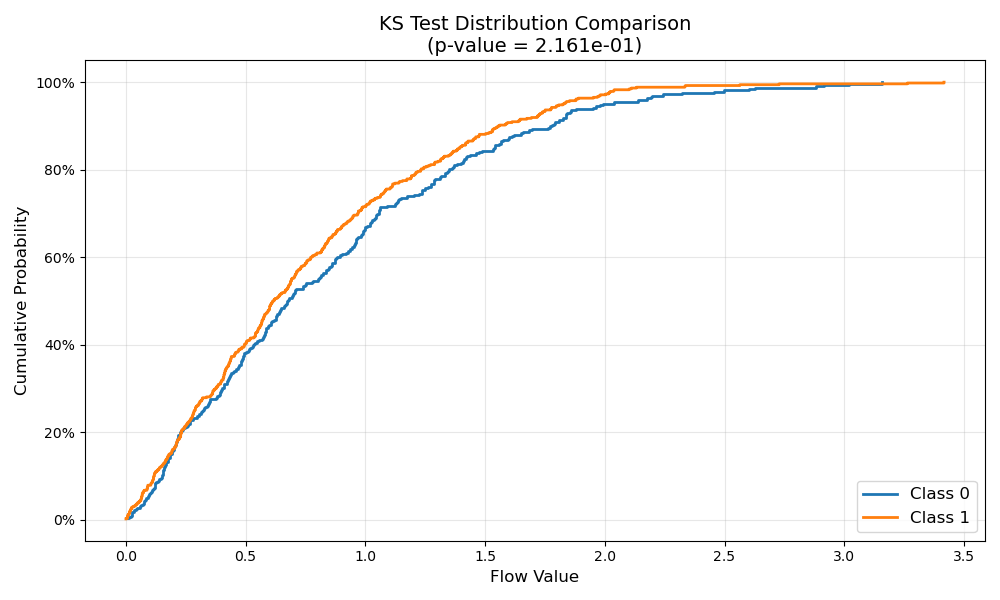 KS Test Distribution Comparison
(p-value = 2.161e-01)
Cumulative Probability
100%
80%
60%
40%
20%
0%
0.0 0.5 1.0 1.5 2.0 2.5 3.0 3.5
Flow Value
Class 0
Class 1